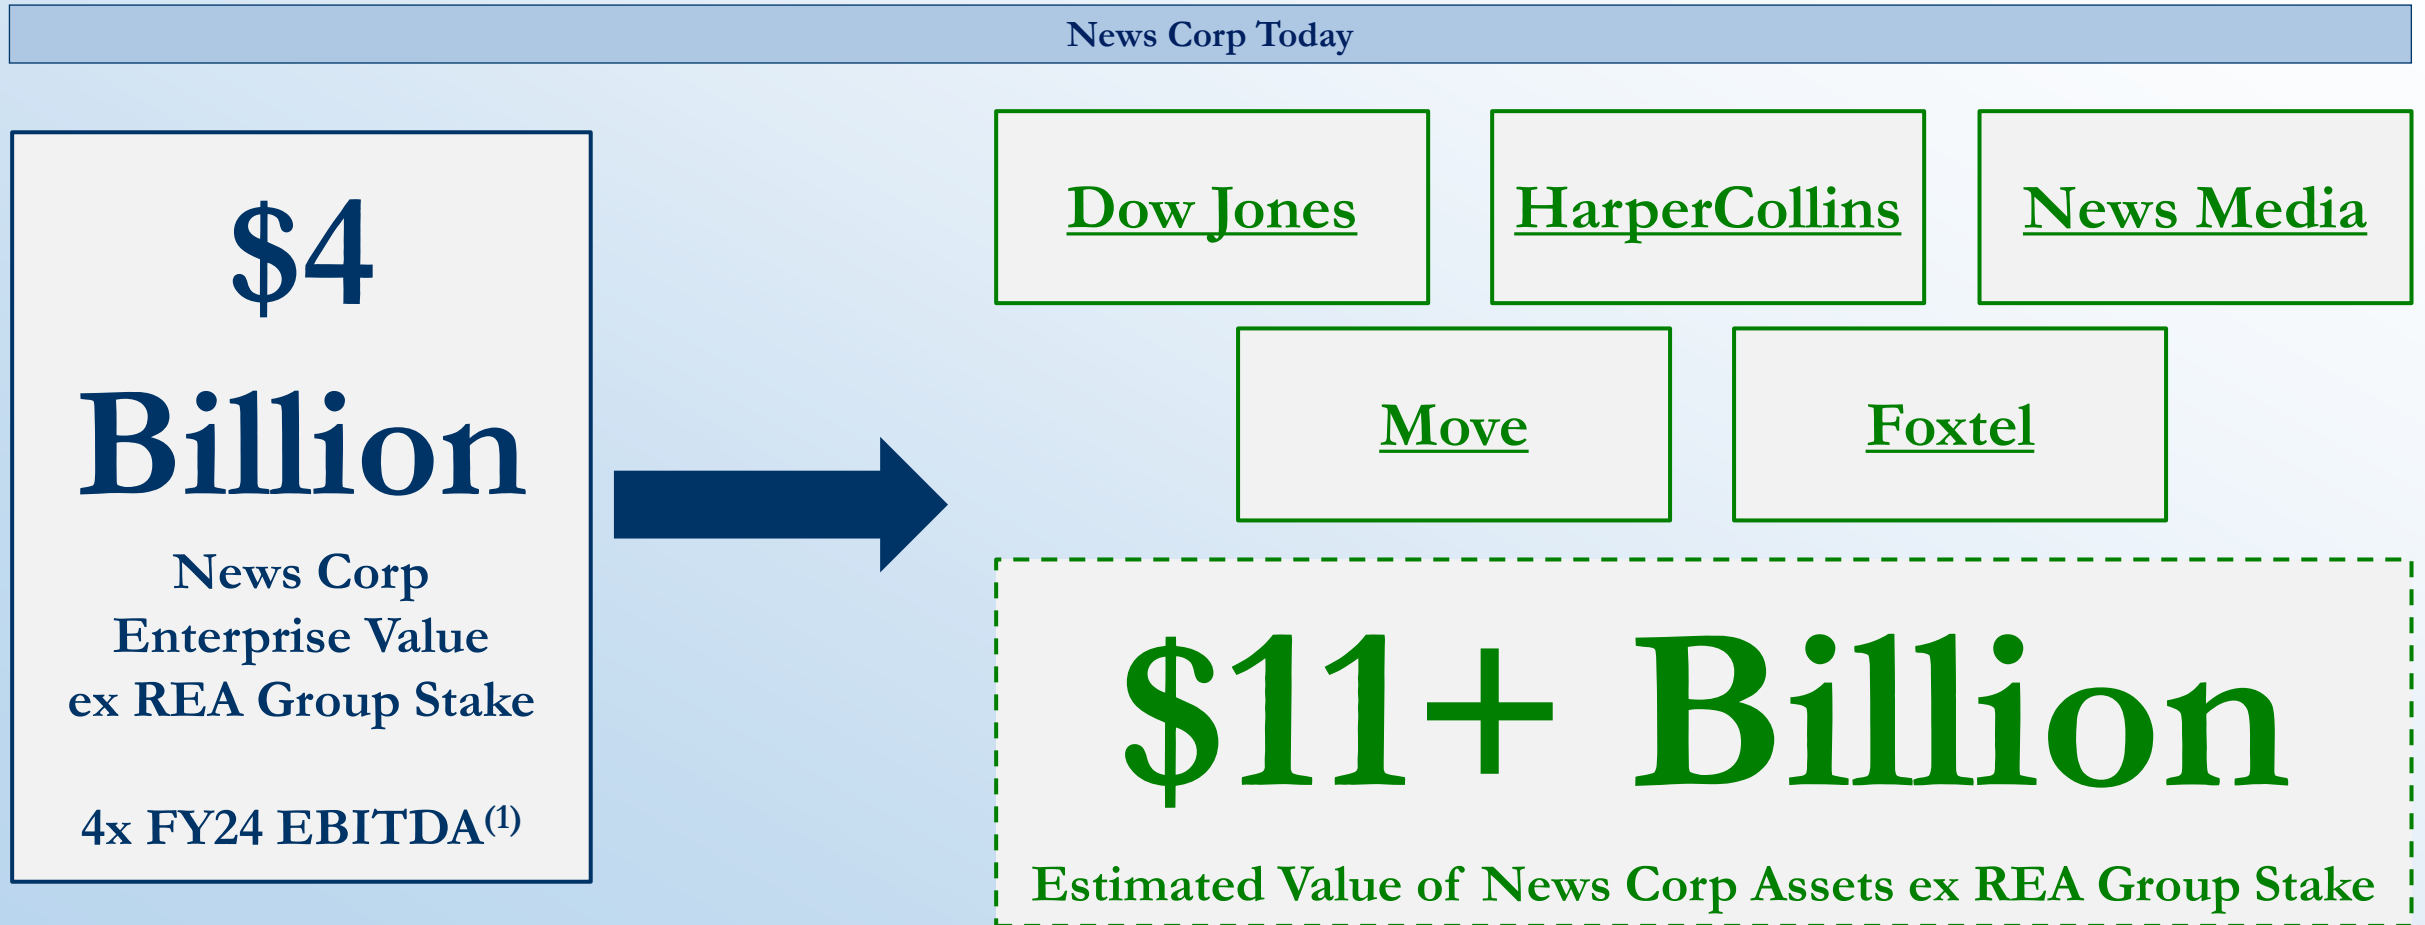 News Corp Today
$4
Billion
News Corp
Enterprise Value
ex REA Group Stake
4x FY24 EBITDA(1)
Dow Jones
HarperCollins
News Media
Move
Foxtel
$11+ Billion
Estimated Value of News Corp Assets ex REA Group Stake